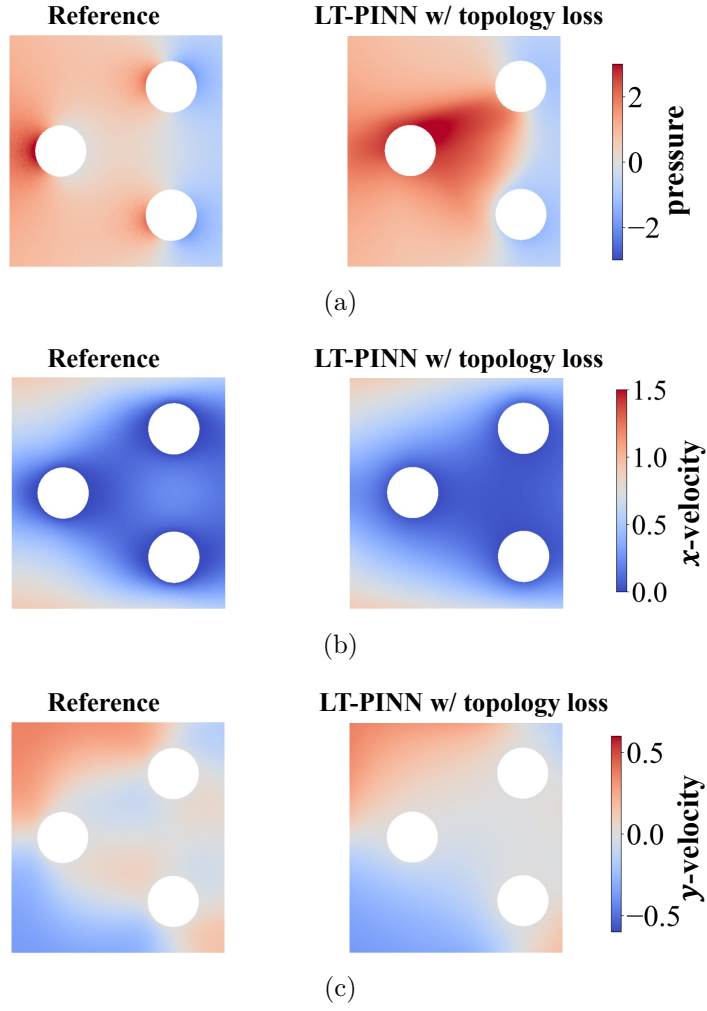 Reference LT-PINN w/ topology loss
2
0
−2
pressure
(a)
Reference LT-PINN w/ topology loss
1.5
1.0
0.5
0.0
x-velocity
(b)
Reference LT-PINN w/ topology loss
0.5
0.0
−0.5
y-velocity
(c)